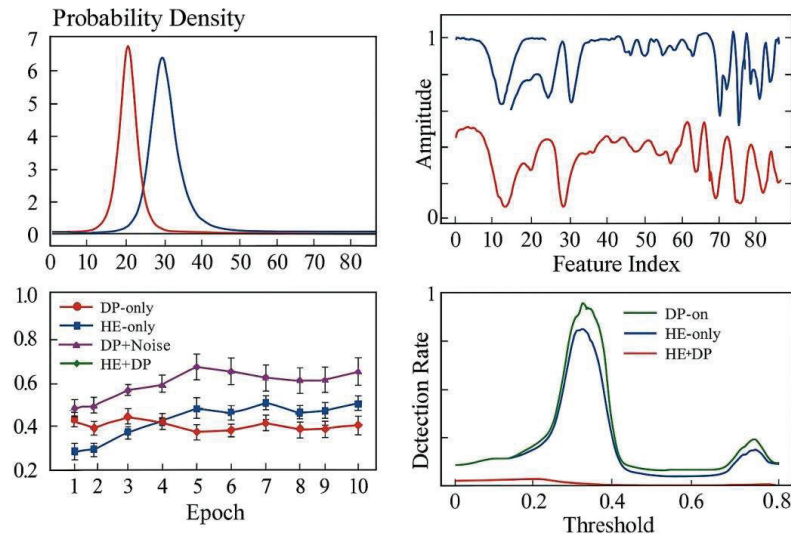 Probability Density
7
6
5
4
3
2
1
0
0 10 20 30 40 50 60 70 80
Ampitude
1
0
0 10 20 30 40 50 60 70 80
Feature Index
1.0
0.8
0.6
0.4
0.2
DP-only
HE-only
DP+Noise
HE+DP
1 2 3 4 5 6 7 8 9 10
Epoch
Dctection Rate
1
DP-on
HE-only
HE+DP
0 0.2 0.4 0.6 0.8
Threshold